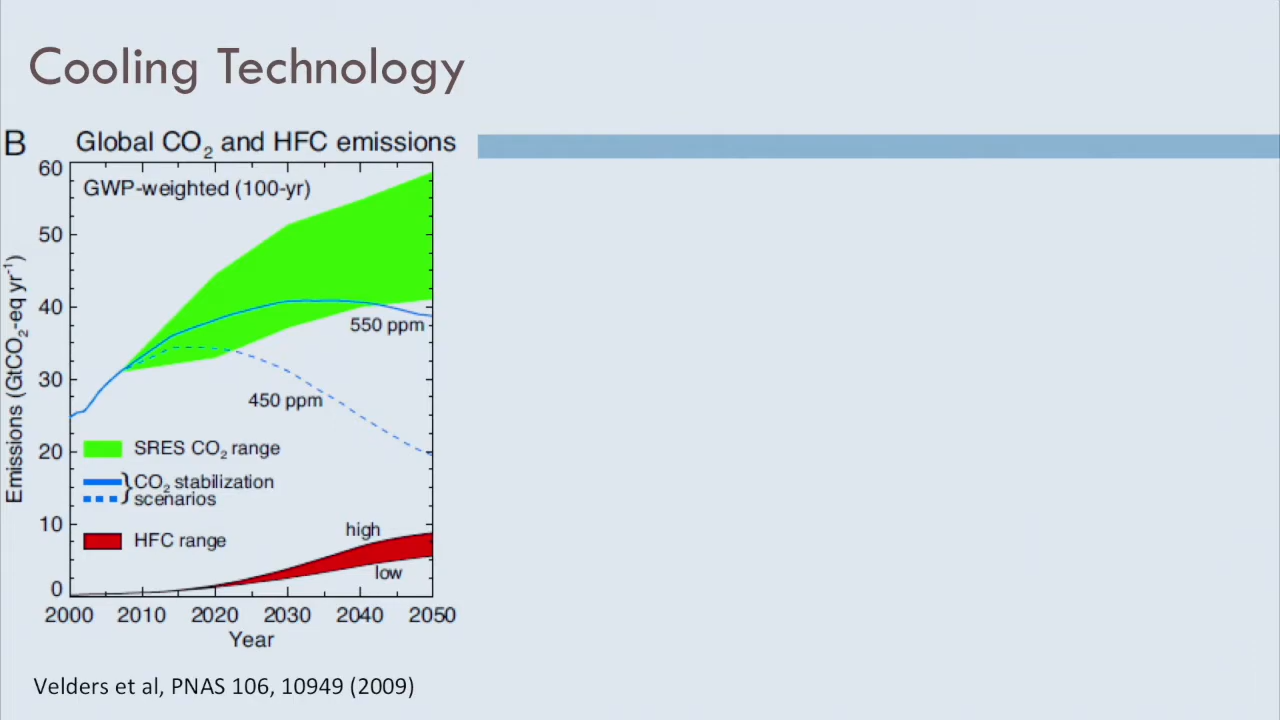 Cooling Technology
B Global CO₂ and HFC emissions
GWP-weighted (100-yr)
60
50
40
30
20
10
0
Emissions (GtCO₂-eq yr⁻¹)
550 ppm
450 ppm
SRES CO₂ range
CO₂ stabilization
scenarios
HFC range
high
low
2000 2010 2020 2030 2040 2050
Year
Velders et al, PNAS 106, 10949 (2009)